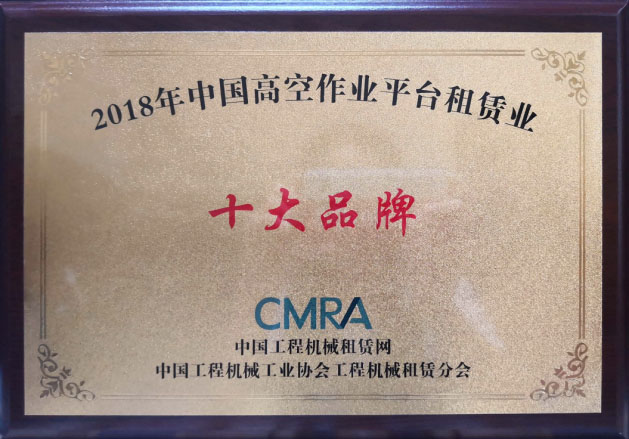 2018年中国高空作业平台租赁业
十大品牌
CMRA
中国工程机械租赁网
中国工程机械工业协会工程机械租赁分会